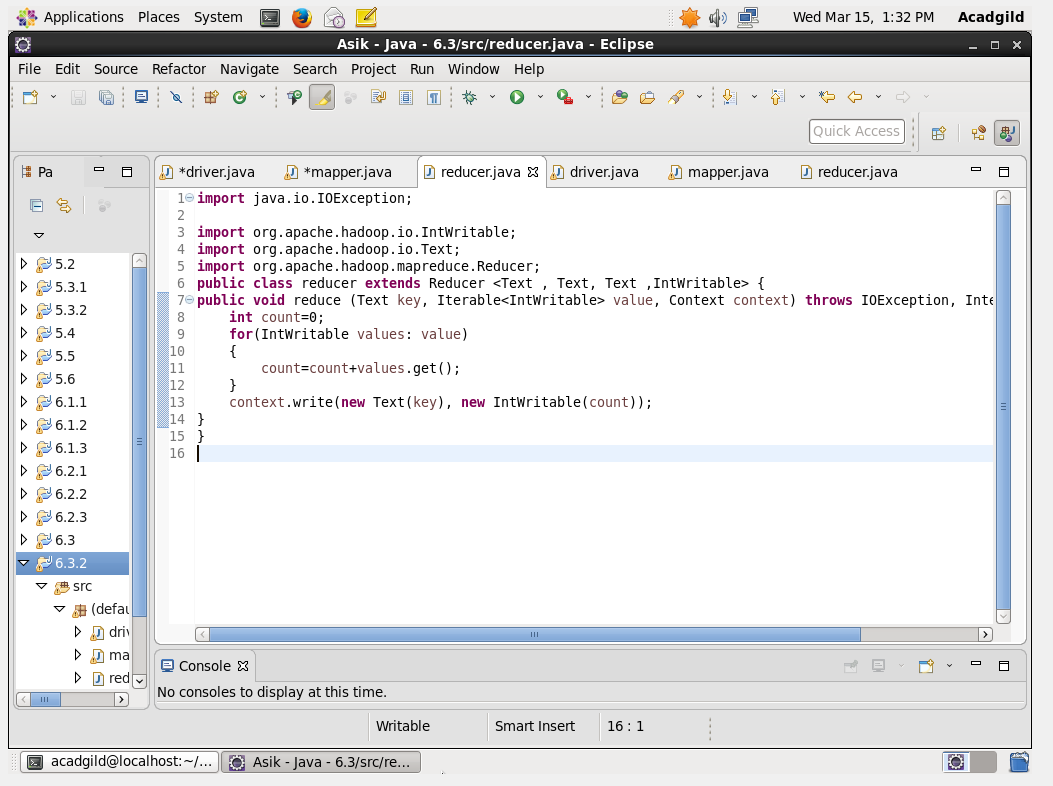 Applications Places System Wed Mar 15, 1:32 PM Acadgild
Asik - Java - 6.3/src/reducer.java - Eclipse
File Edit Source Refactor Navigate Search Project Run Window Help
Quick Access
Pa
*driver.java *mapper.java reducer.java driver.java mapper.java reducer.java
5.2
5.3.1
5.3.2
5.4
5.5
5.6
6.1.1
6.1.2
6.1.3
6.2.1
6.2.2
6.2.3
6.3
6.3.2
src
(defau
driv
ma
red
1 import java.io.IOException;
2
3 import org.apache.hadoop.io.IntWritable;
4 import org.apache.hadoop.io.Text;
5 import org.apache.hadoop.mapreduce.Reducer;
6 public class reducer extends Reducer <Text , Text, Text ,IntWritable> {
7 public void reduce (Text key, Iterable<IntWritable> value, Context context) throws IOException, Inte
8 int count=0;
9 for(IntWritable values: value)
10 {
11 count=count+values.get();
12 }
13 context.write(new Text(key), new IntWritable(count));
14 }
15 }
16
Console
No consoles to display at this time.
Writable Smart Insert 16 : 1
acadgild@localhost:~/... Asik - Java - 6.3/src/re...